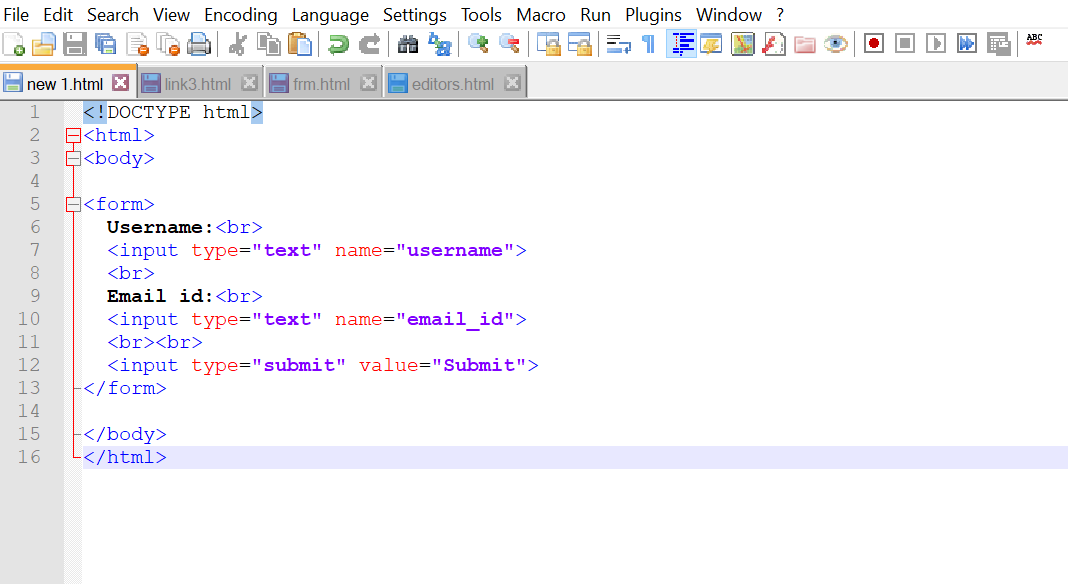 File Edit Search View Encoding Language Settings Tools Macro Run Plugins Window ?
ABC
new 1.html link3.html frm.html editors.html
1 <!DOCTYPE html>
2 <html>
3 <body>
4
5 <form>
6 Username:<br>
7 <input type="text" name="username">
8 <br>
9 Email id:<br>
10 <input type="text" name="email_id">
11 <br><br>
12 <input type="submit" value="Submit">
13 </form>
14
15 </body>
16 </html>